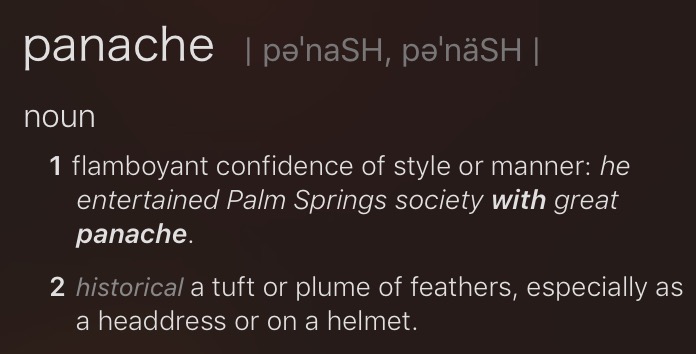 panache | pəˈnaSH, pəˈnäSH |
noun
1 flamboyant confidence of style or manner: he
entertained Palm Springs society with great
panache.
2 historical a tuft or plume of feathers, especially as
a headdress or on a helmet.